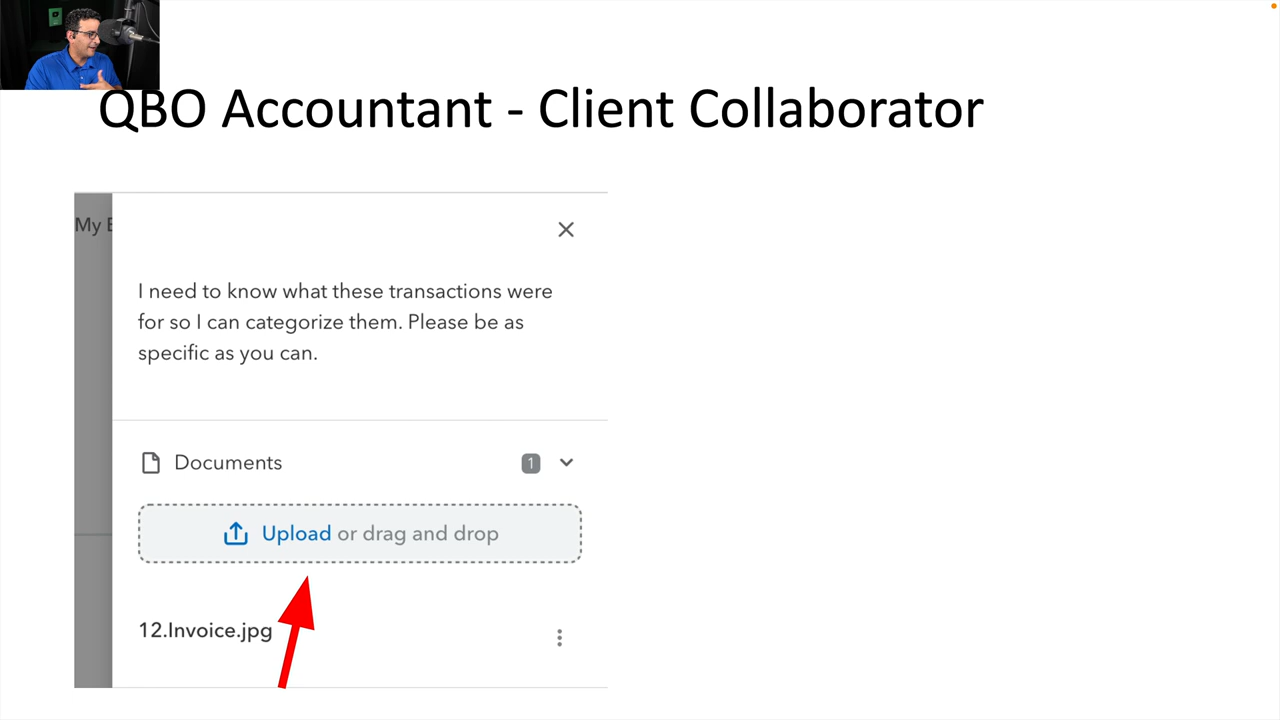 QBO Accountant - Client Collaborator
My
I need to know what these transactions were
for so I can categorize them. Please be as
specific as you can.
Documents
1
Upload or drag and drop
12.Invoice.jpg